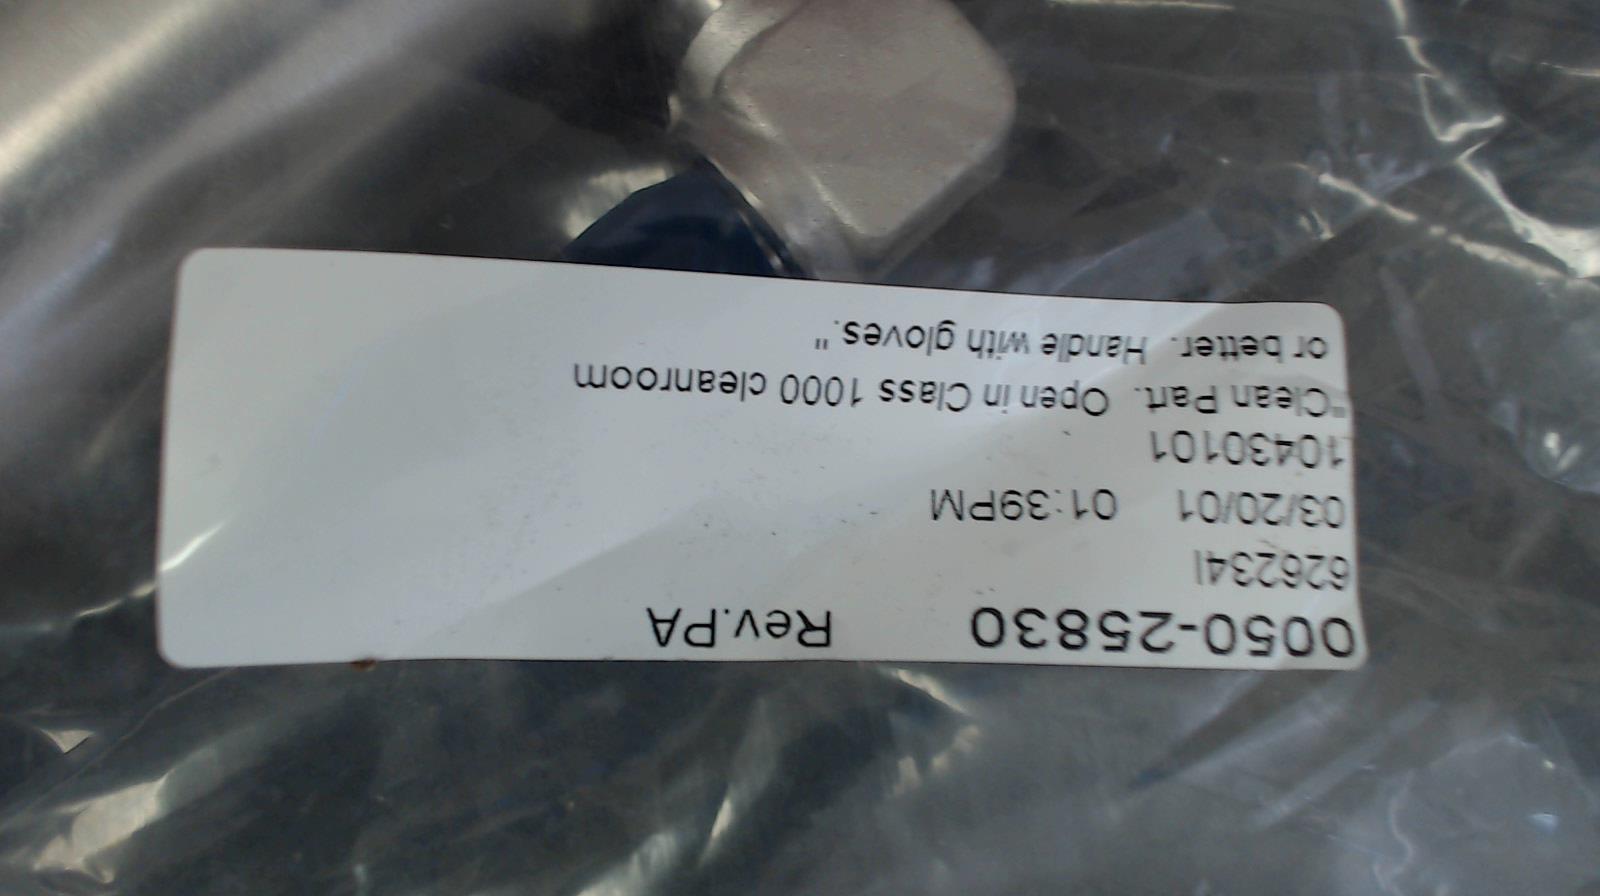 0050-25830 Rev.PA
626234I
03/20/01 01:39PM
10430101
"Clean Part. Open in Class 1000 cleanroom
or better. Handle with gloves."